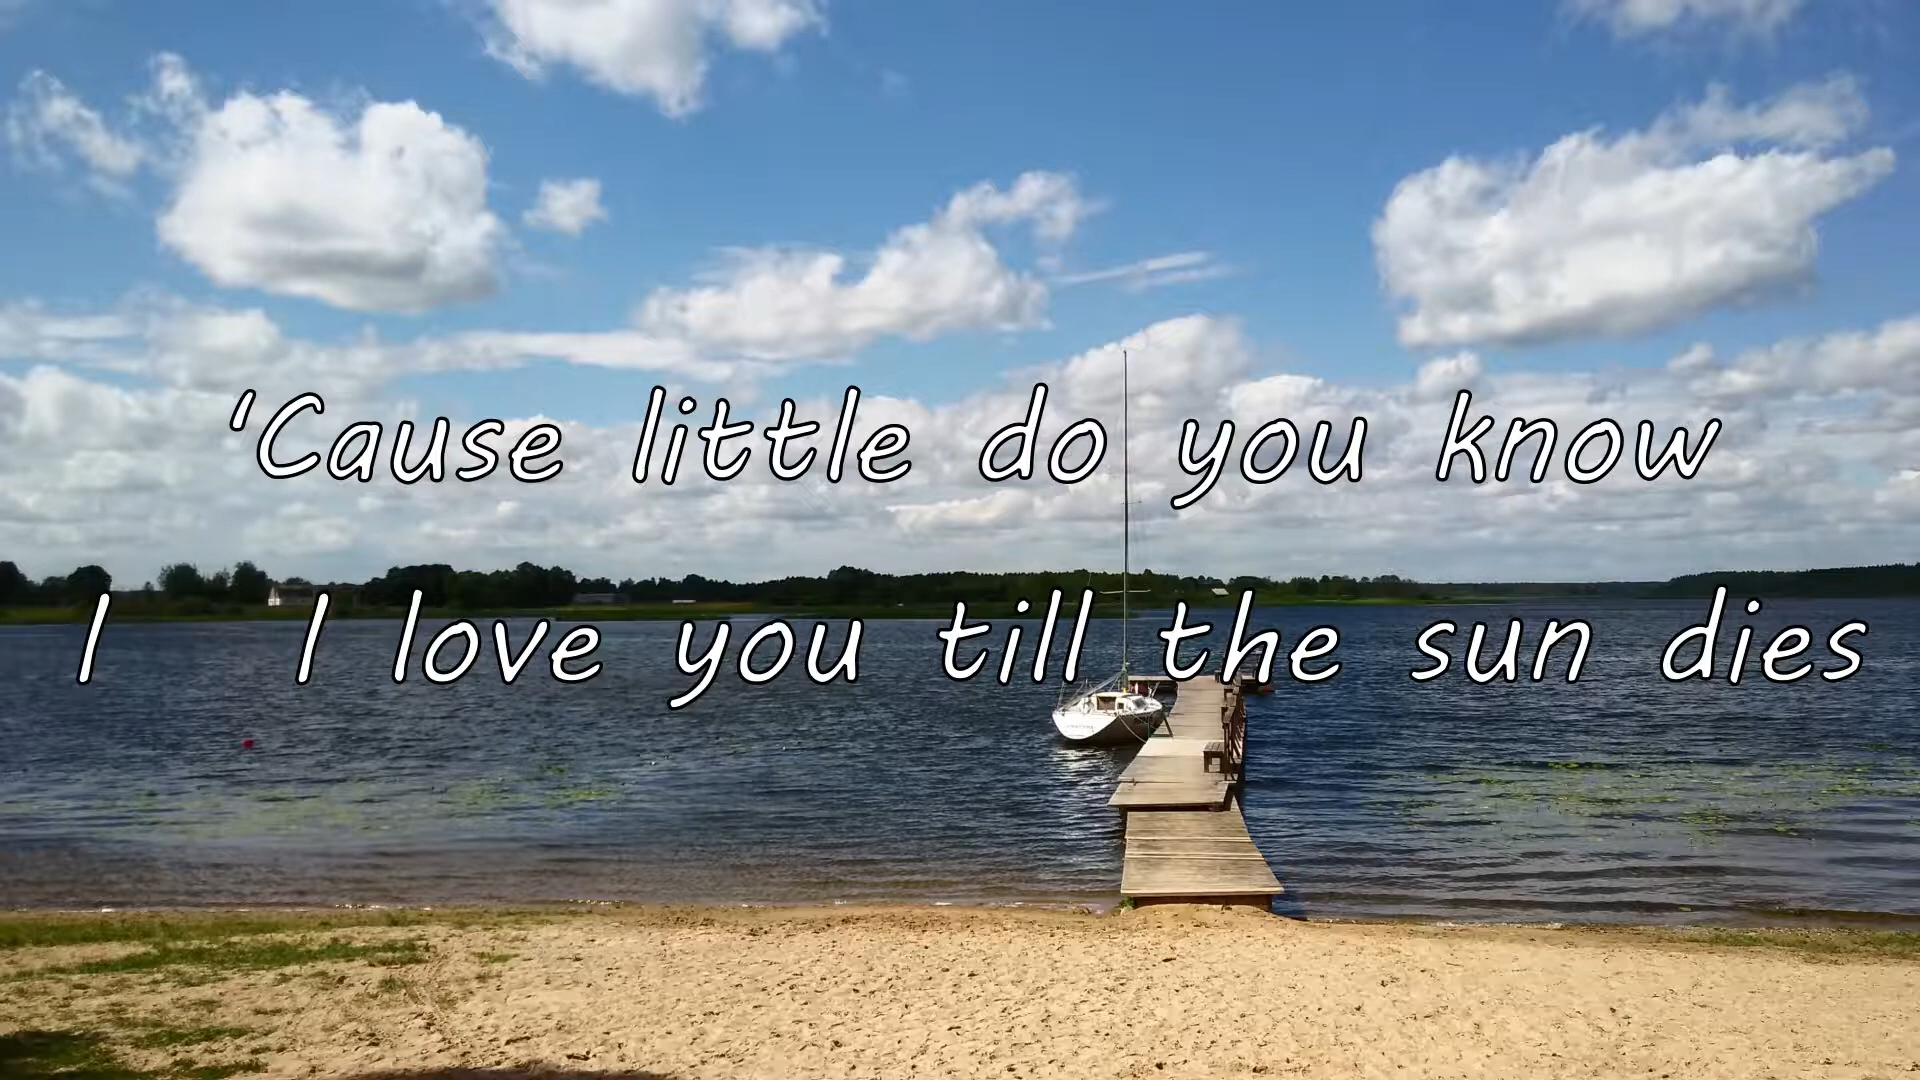 ‘Cause little do you know
I I love you till the sun dies